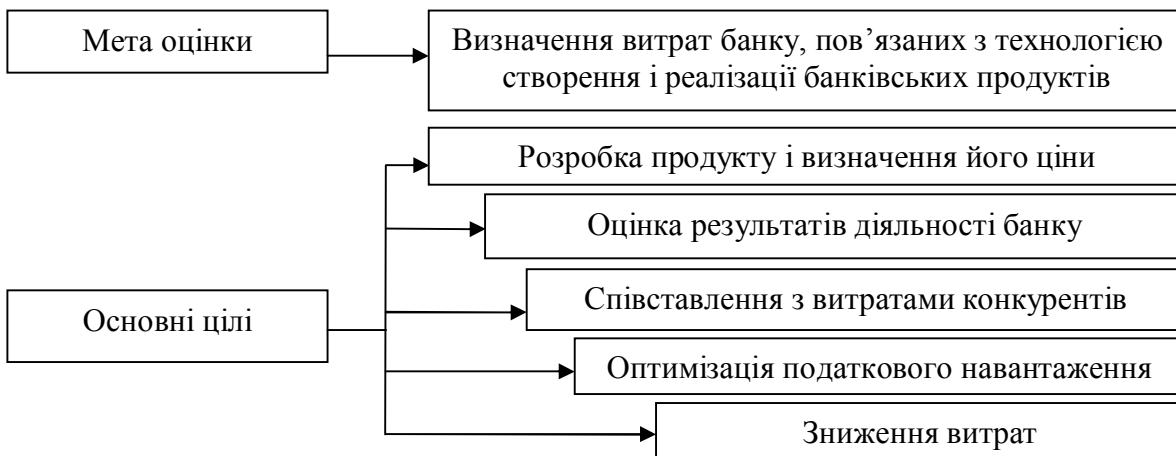 Мета оцінки
Визначення витрат банку, пов’язаних з технологією
створення і реалізації банківських продуктів
Розробка продукту і визначення його ціни
Оцінка результатів діяльності банку
Співставлення з витратами конкурентів
Основні цілі
Оптимізація податкового навантаження
Зниження витрат